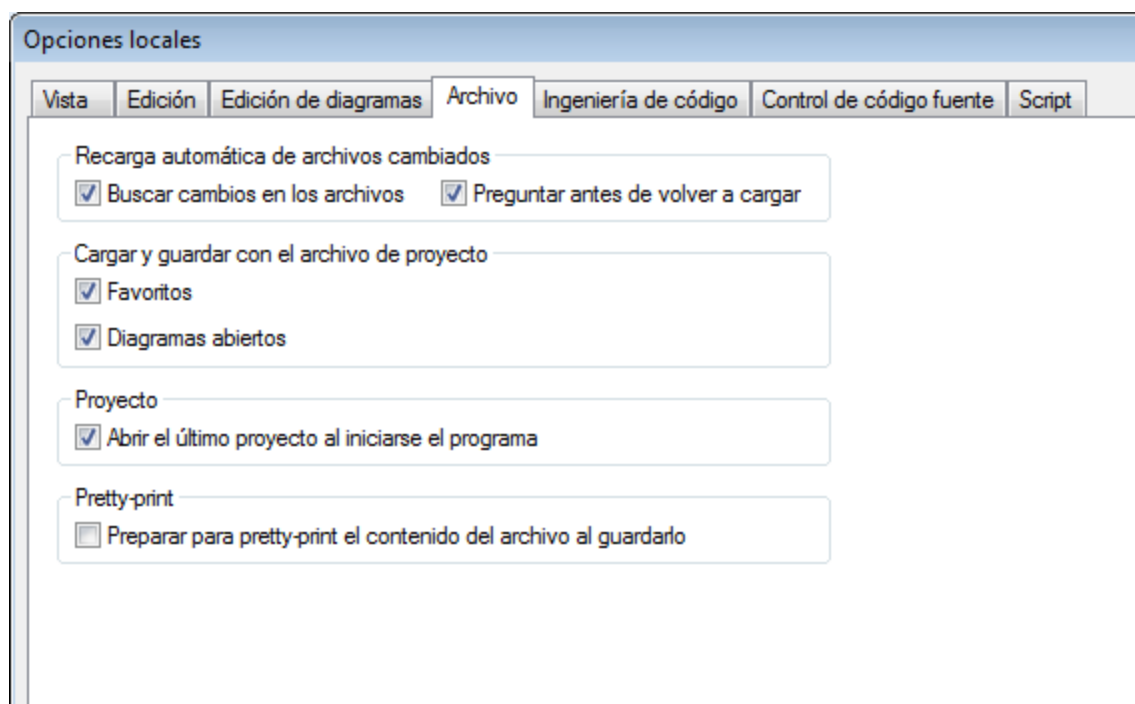 Opciones locales
Vista Edición Edición de diagramas Archivo Ingeniería de código Control de código fuente Script
Recarga automática de archivos cambiados
Buscar cambios en los archivos Preguntar antes de volver a cargar
Cargar y guardar con el archivo de proyecto
Favoritos
Diagramas abiertos
Proyecto
Abrir el último proyecto al iniciarse el programa
Pretty-print
Preparar para pretty-print el contenido del archivo al guardarlo